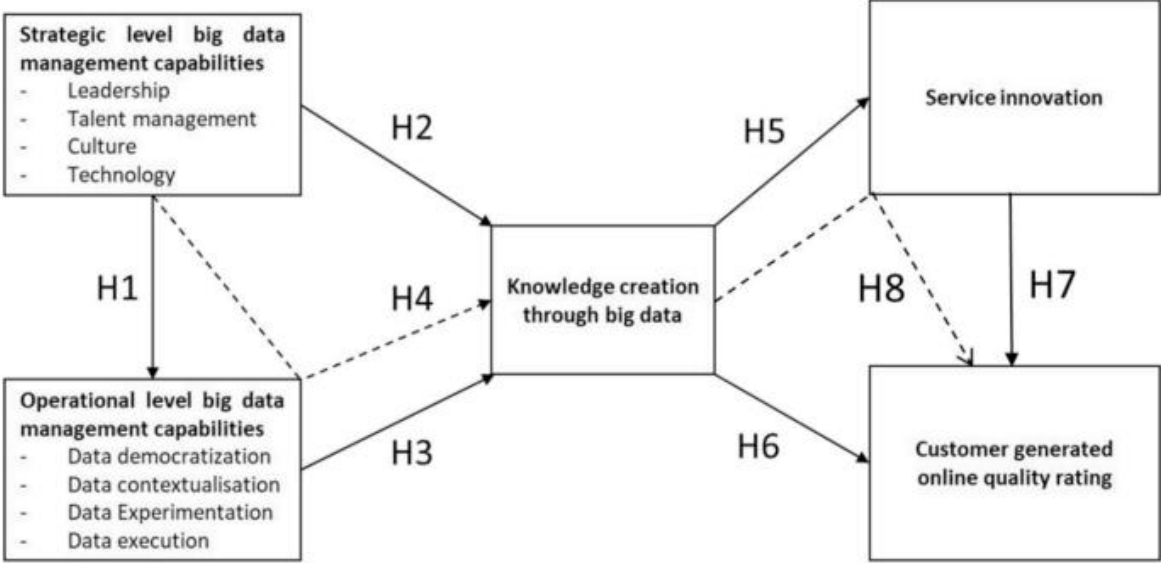 Strategic level big data
management capabilities
- Leadership
- Talent management
- Culture
- Technology
H2
H5
Service innovation
H1
H4
Knowledge creation
through big data
H8
H7
Operational level big data
management capabilities
- Data democratization
- Data contextualisation
- Data Experimentation
- Data execution
H3
H6
Customer generated
online quality rating